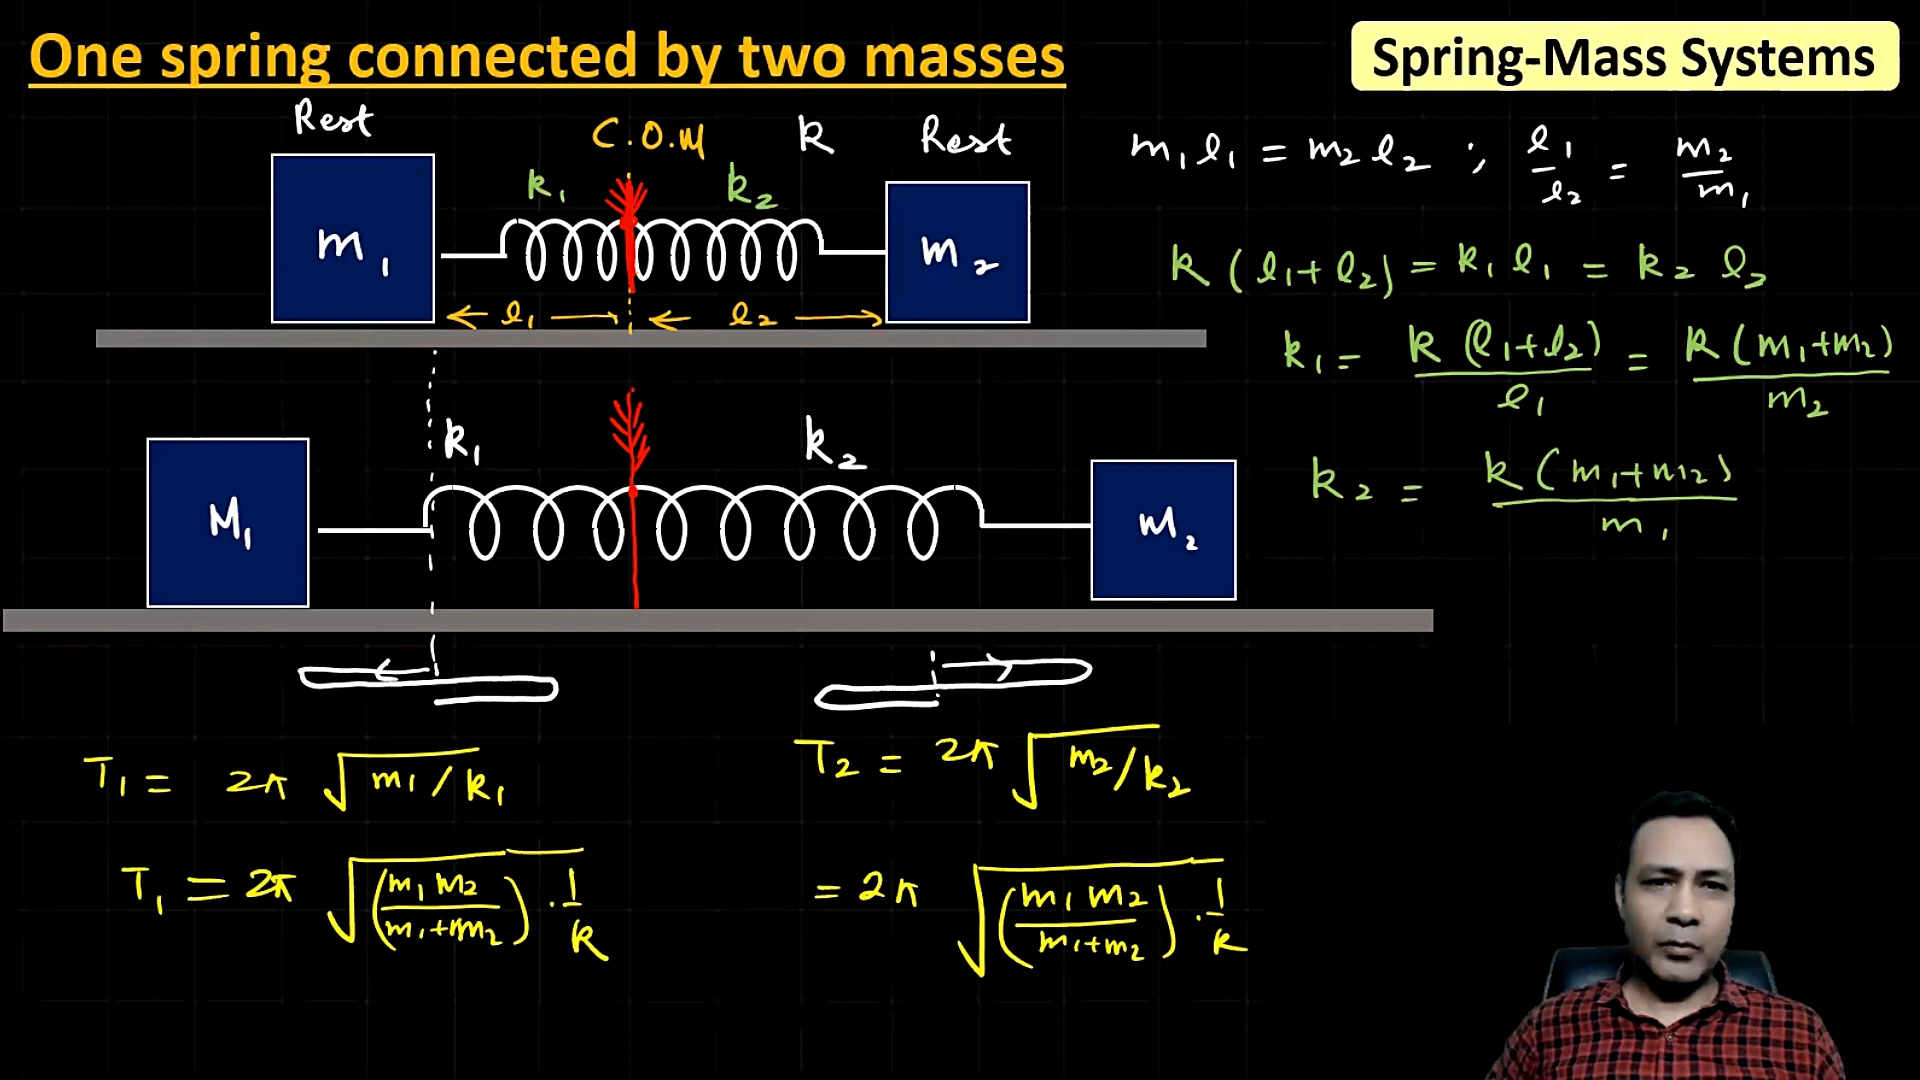 One spring connected by two masses
Spring-Mass Systems
Rest
C.O.M
k
Rest
k₁
k₂
m₁
m₂
← l₁ →
← l₂ →
m₁l₁ = m₂l₂ ; l₁/l₂ = m₂/m₁
k(l₁+l₂) = k₁l₁ = k₂l₂
k₁ = k(l₁+l₂)/l₁ = k(m₁+m₂)/m₂
k₂ = k(m₁+m₂)/m₁
k₁
k₂
M₁
m₂
T₁ = 2π √(m₁/k₁)
T₂ = 2π √(m₂/k₂)
T₁ = 2π √((m₁m₂/(m₁+m₂)) · 1/k)
= 2π √((m₁m₂/(m₁+m₂)) · 1/k)